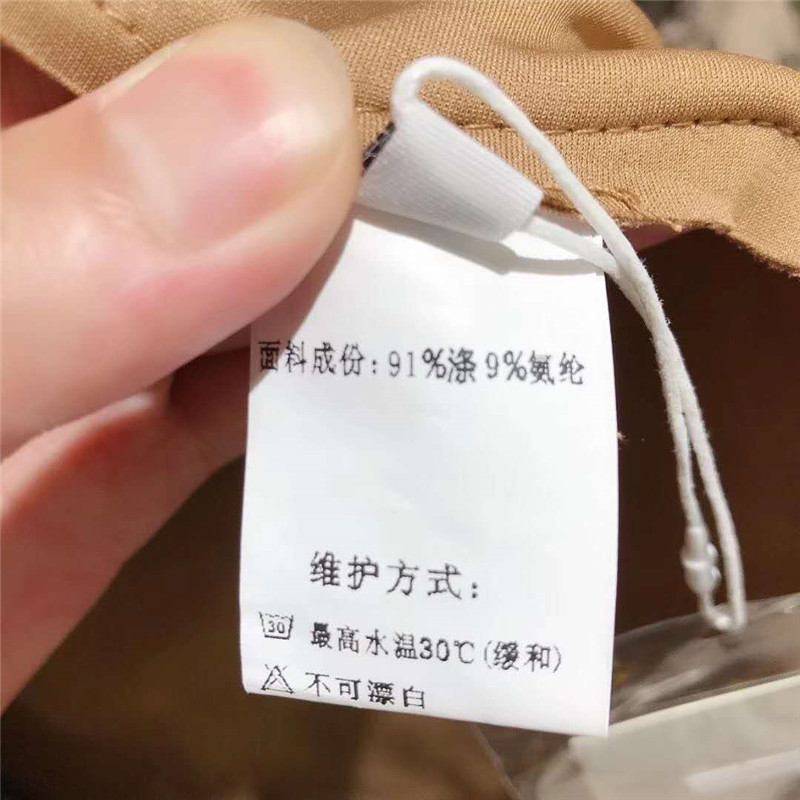 面料成份：91%涤 9%氨纶
维护方式：
30 最高水温30℃(缓和)
不可漂白